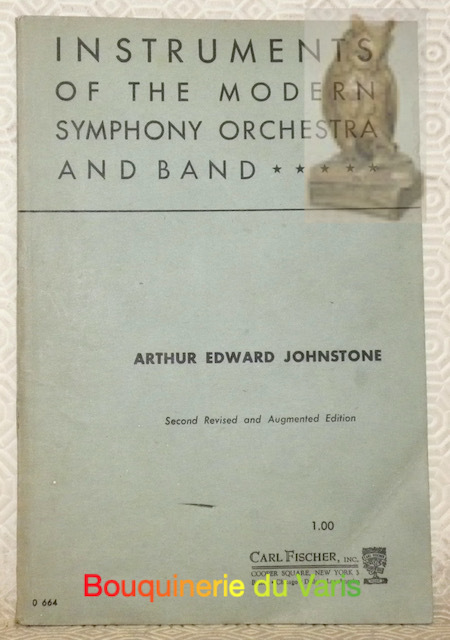 INSTRUMENTS
OF THE MODERN
SYMPHONY ORCHESTRA
AND BAND ★ ★ ★ ★ ★
ARTHUR EDWARD JOHNSTONE
Second Revised and Augmented Edition
1.00
CARL FISCHER, INC.
COOPER SQUARE, NEW YORK 3
Bouquinerie du Varis
0 664